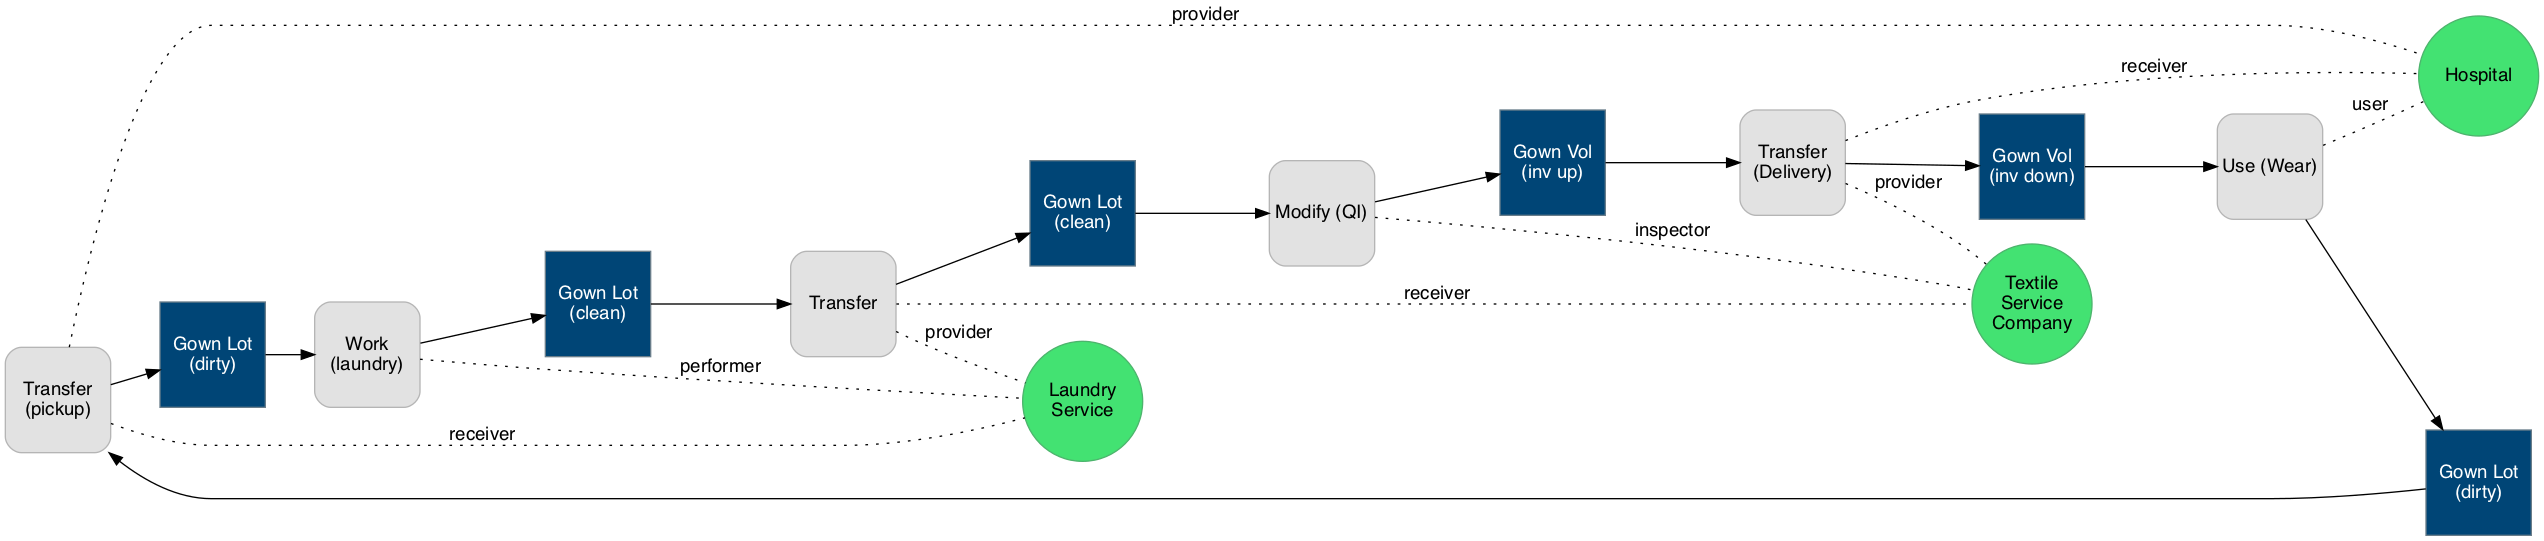 provider
Hospital
receiver
user
Gown Vol
(inv up)
Transfer
(Delivery)
Gown Vol
(inv down)
Use (Wear)
provider
Gown Lot
(clean)
Modify (QI)
inspector
Textile
Service
Company
Gown Lot
(clean)
Transfer
receiver
provider
Gown Lot
(dirty)
Work
(laundry)
performer
Laundry
Service
Transfer
(pickup)
receiver
Gown Lot
(dirty)